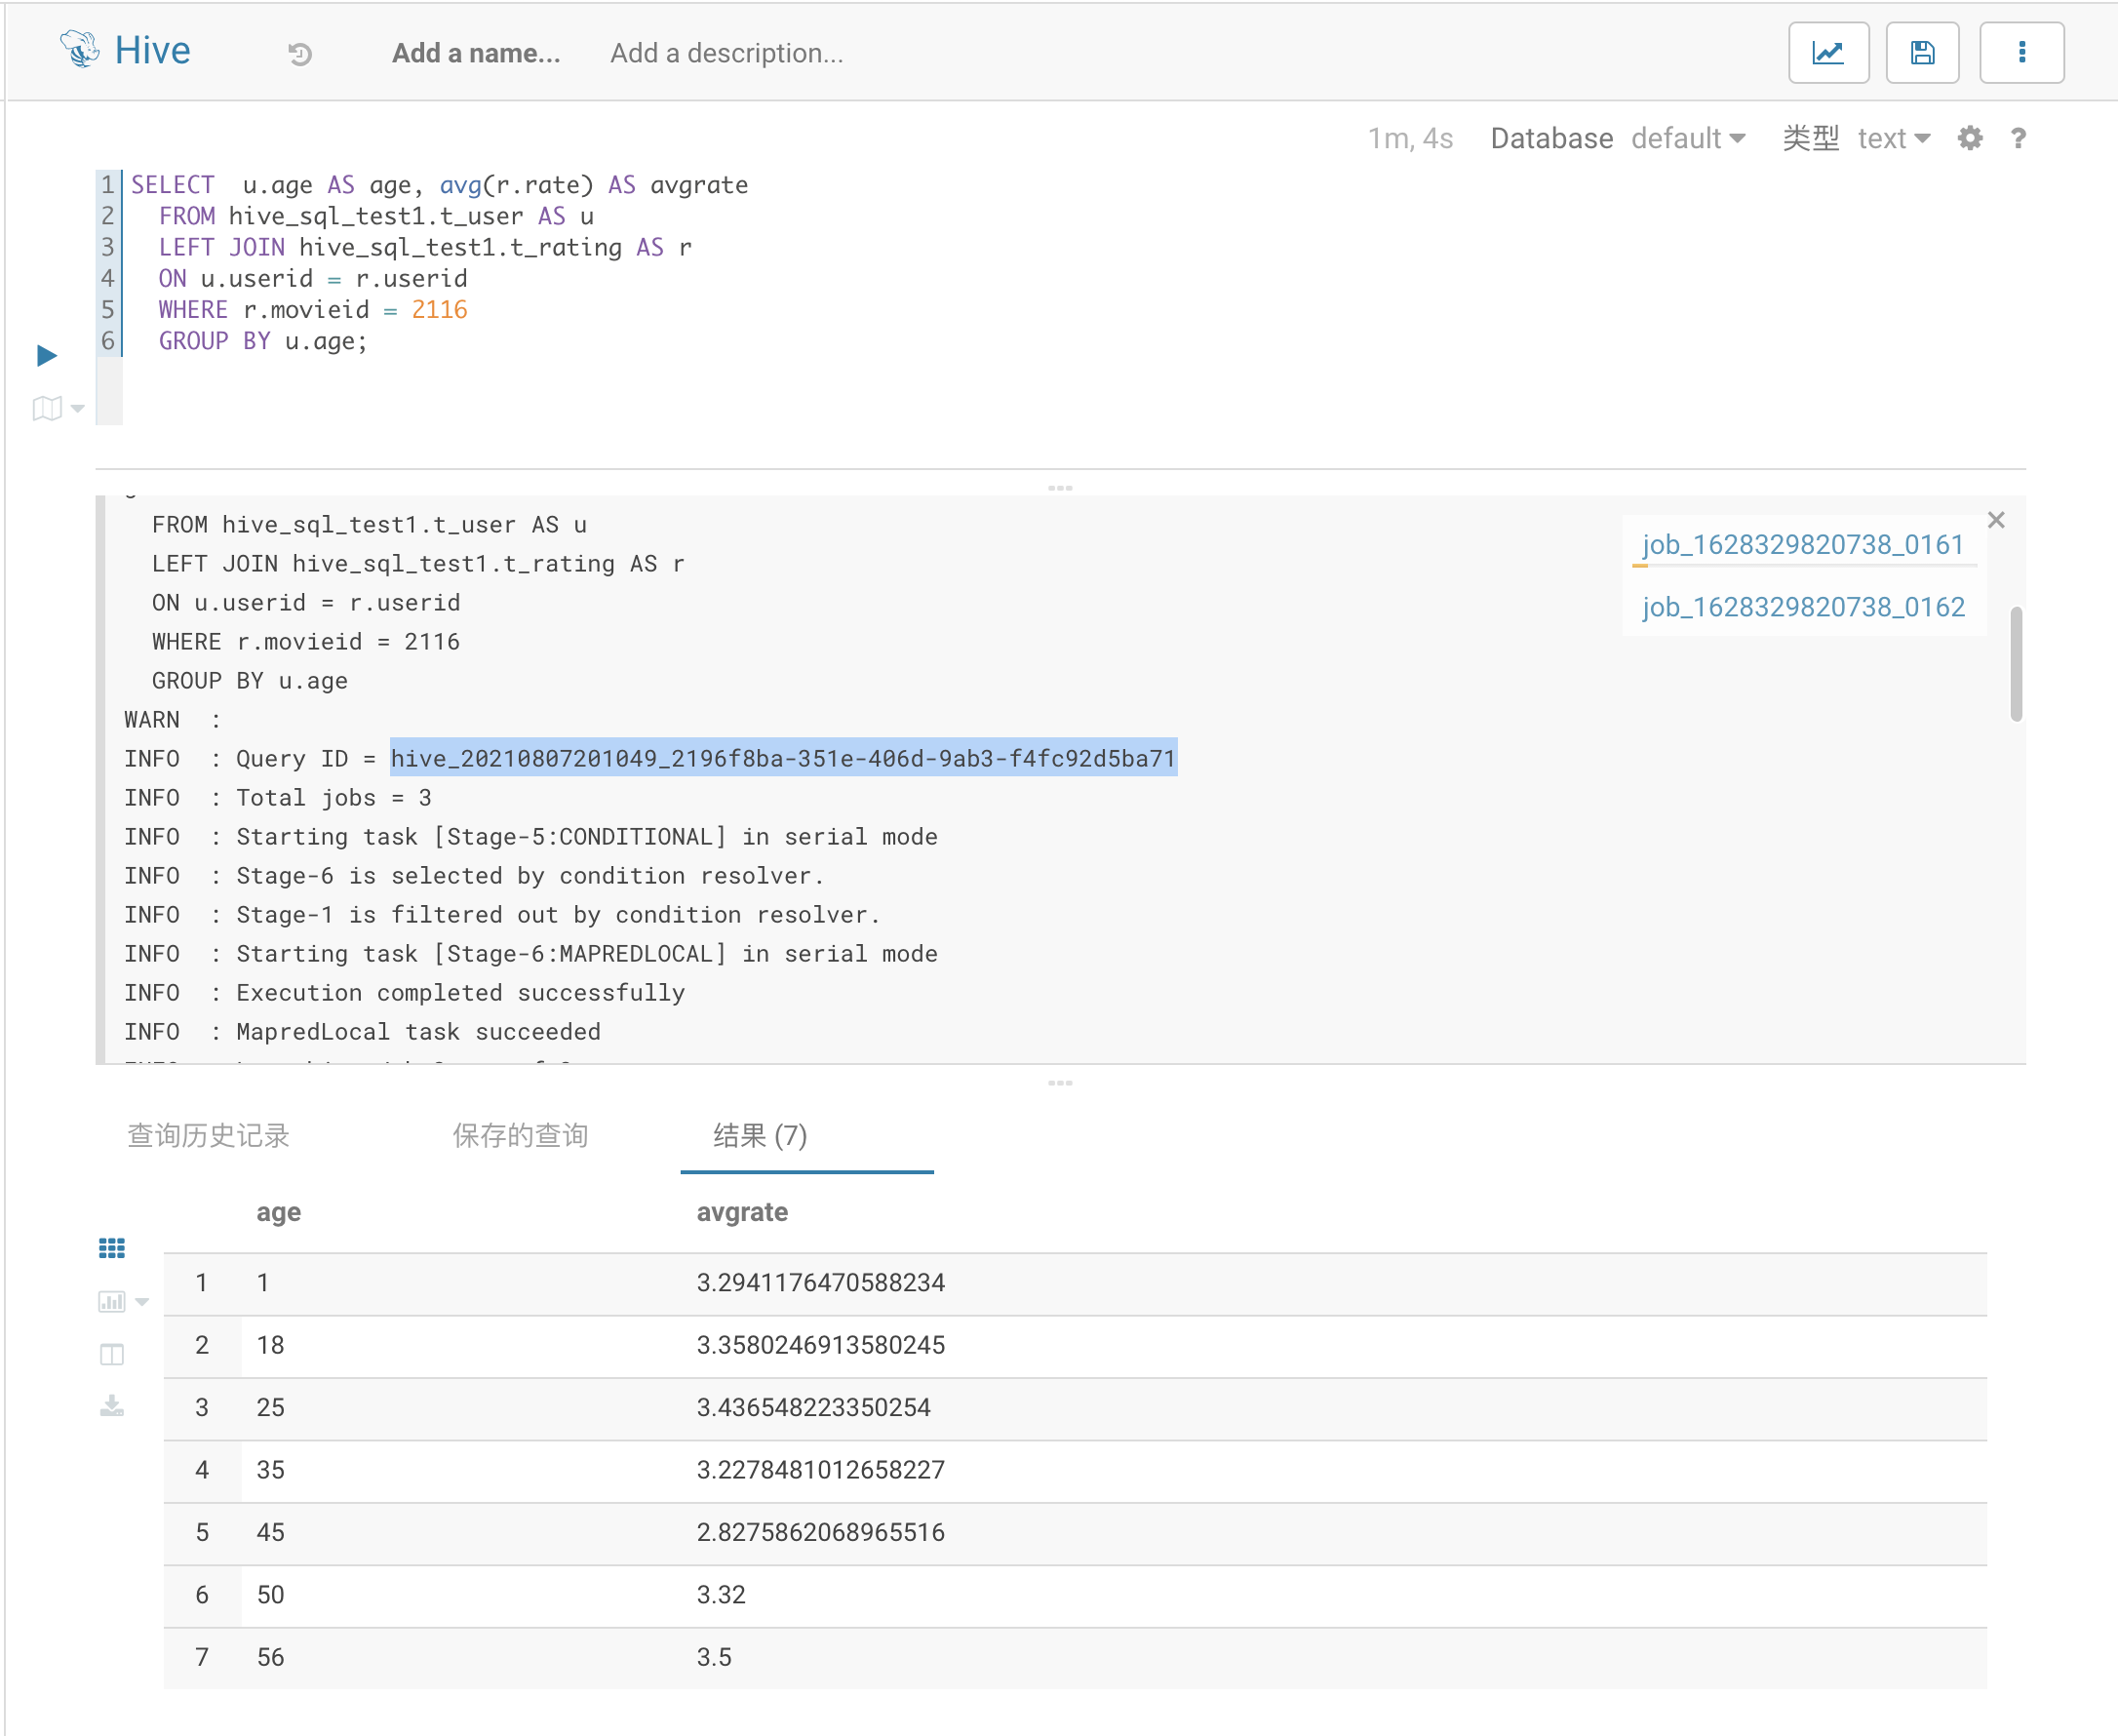 Hive
Add a name...
Add a description...
1m, 4s Database default 类型 text ?
1 SELECT  u.age AS age, avg(r.rate) AS avgrate
2   FROM hive_sql_test1.t_user AS u
3   LEFT JOIN hive_sql_test1.t_rating AS r
4   ON u.userid = r.userid
5   WHERE r.movieid = 2116
6   GROUP BY u.age;
FROM hive_sql_test1.t_user AS u
LEFT JOIN hive_sql_test1.t_rating AS r
ON u.userid = r.userid
WHERE r.movieid = 2116
GROUP BY u.age
WARN  :
INFO  : Query ID = hive_20210807201049_2196f8ba-351e-406d-9ab3-f4fc92d5ba71
INFO  : Total jobs = 3
INFO  : Starting task [Stage-5:CONDITIONAL] in serial mode
INFO  : Stage-6 is selected by condition resolver.
INFO  : Stage-1 is filtered out by condition resolver.
INFO  : Starting task [Stage-6:MAPREDLOCAL] in serial mode
INFO  : Execution completed successfully
INFO  : MapredLocal task succeeded
job_1628329820738_0161
job_1628329820738_0162
查询历史记录 保存的查询 结果 (7)
age avgrate
1 1 3.2941176470588234
2 18 3.3580246913580245
3 25 3.436548223350254
4 35 3.2278481012658227
5 45 2.8275862068965516
6 50 3.32
7 56 3.5